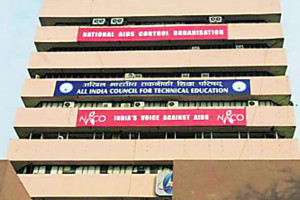 NATIONAL AIDS CONTROL ORGANISATION
अखिल भारतीय तकनीकी शिक्षा परिषद्
ALL INDIA COUNCIL FOR TECHNICAL EDUCATION
NACO INDIA'S VOICE AGAINST AIDS NACO